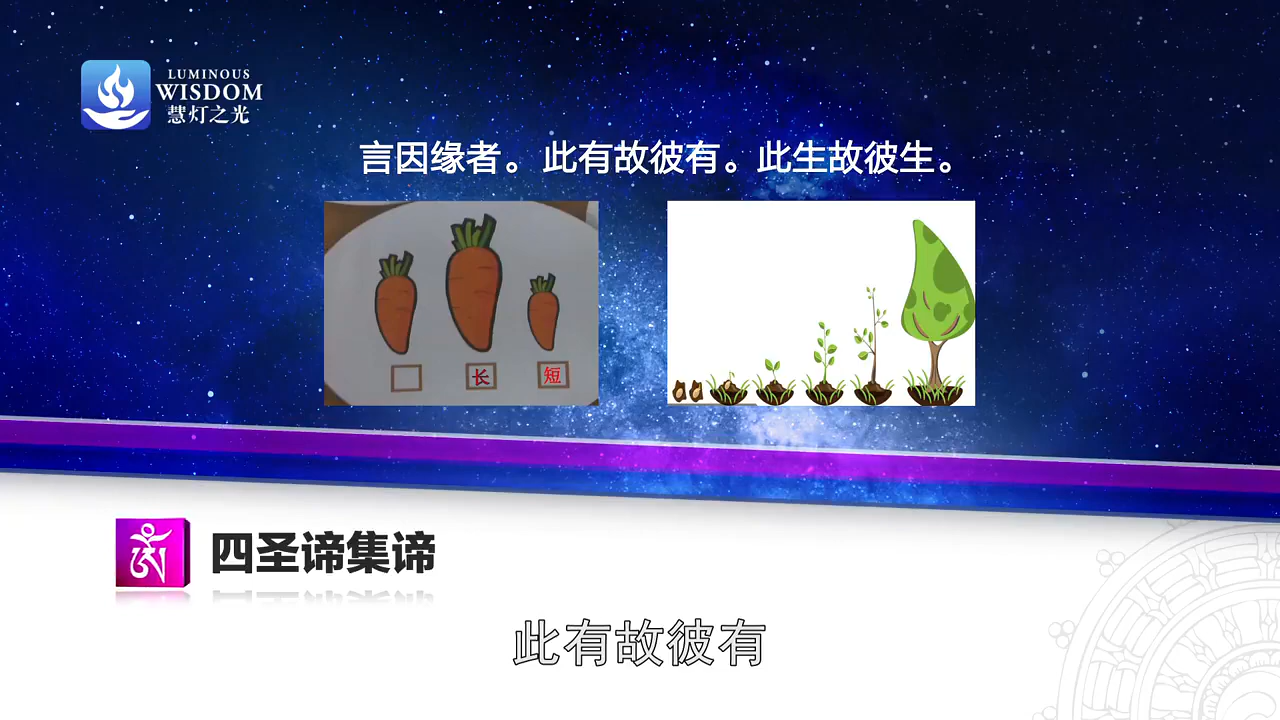 LUMINOUS
WISDOM
慧灯之光
言因缘者。此有故彼有。此生故彼生。
长
短
ༀ
四圣谛集谛
此有故彼有